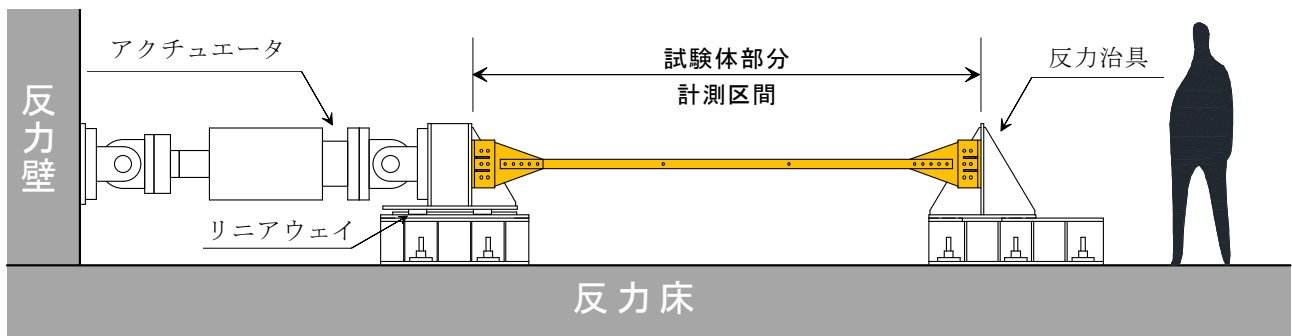 アクチュエータ
試験体部分
計測区間
反力治具
反力壁
リニアウェイ
反力床